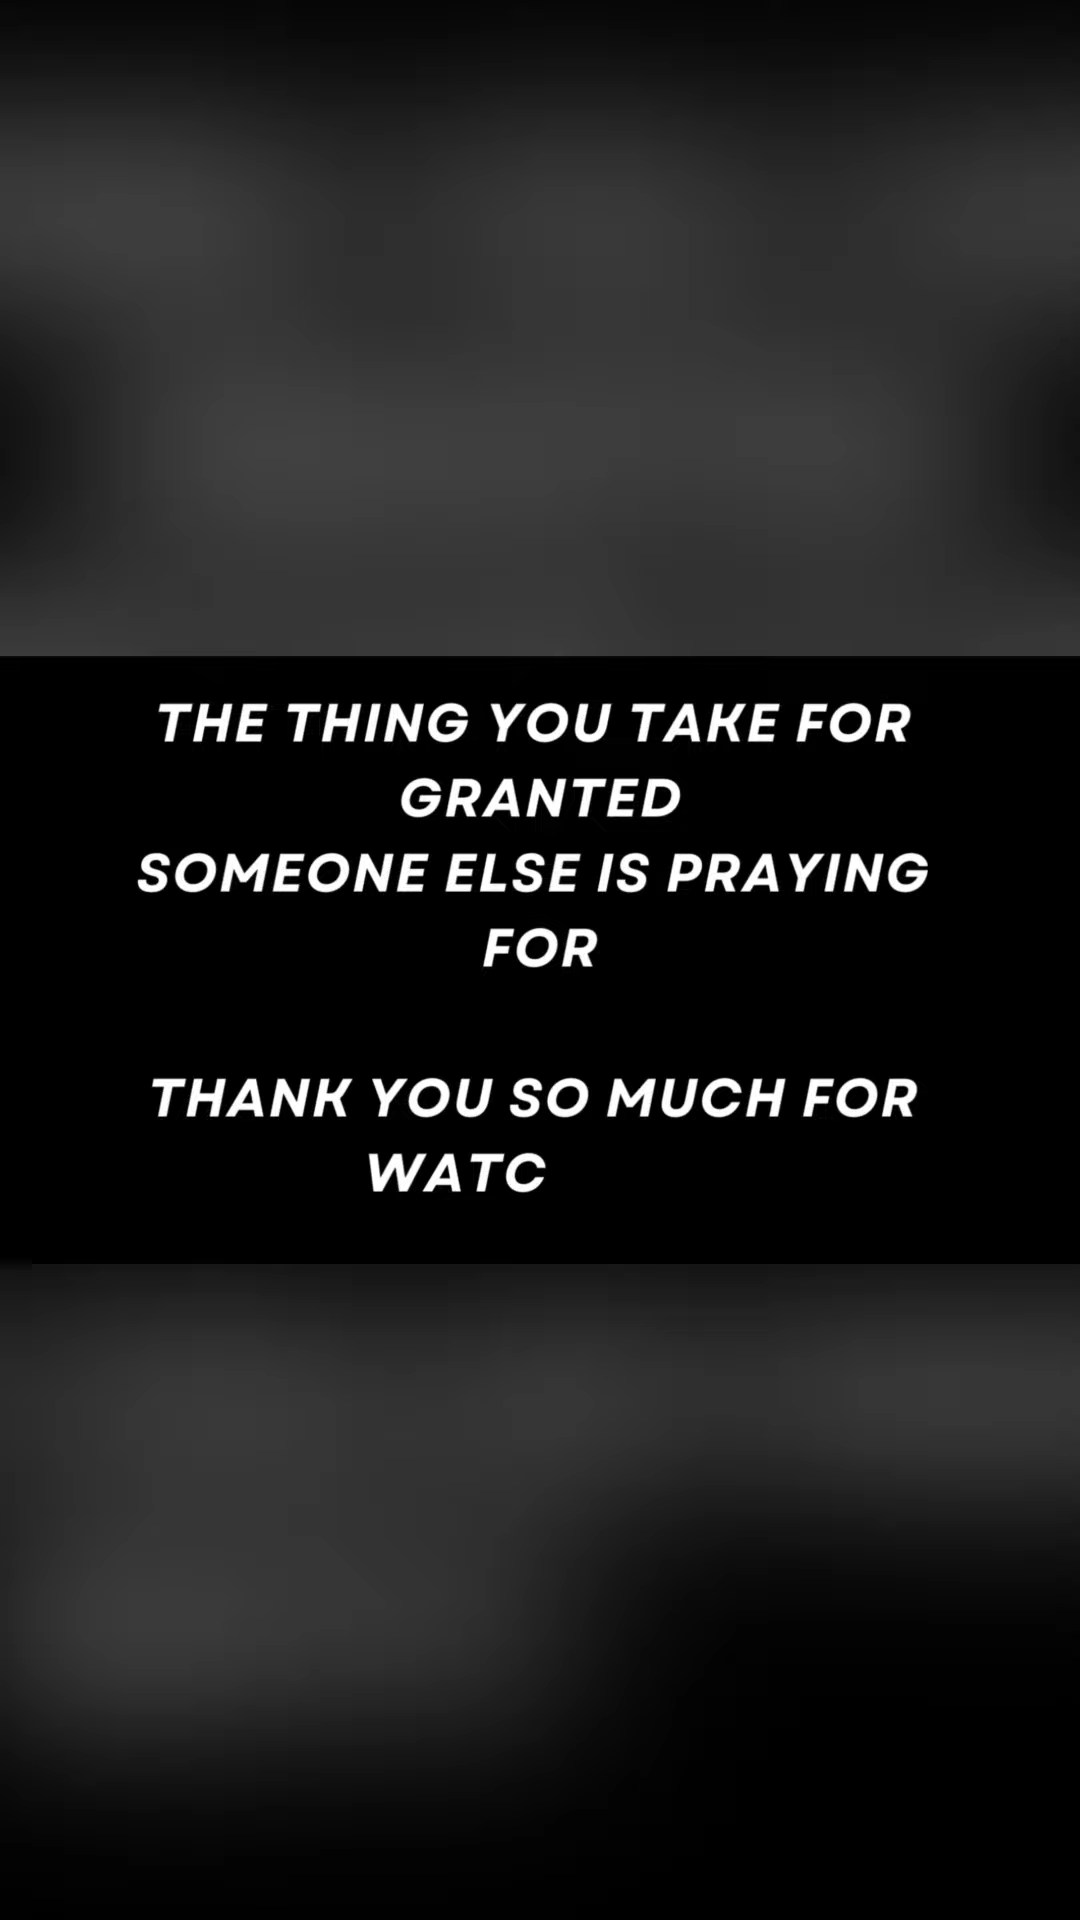 THE THING YOU TAKE FOR
GRANTED
SOMEONE ELSE IS PRAYING
FOR
THANK YOU SO MUCH FOR
WATC